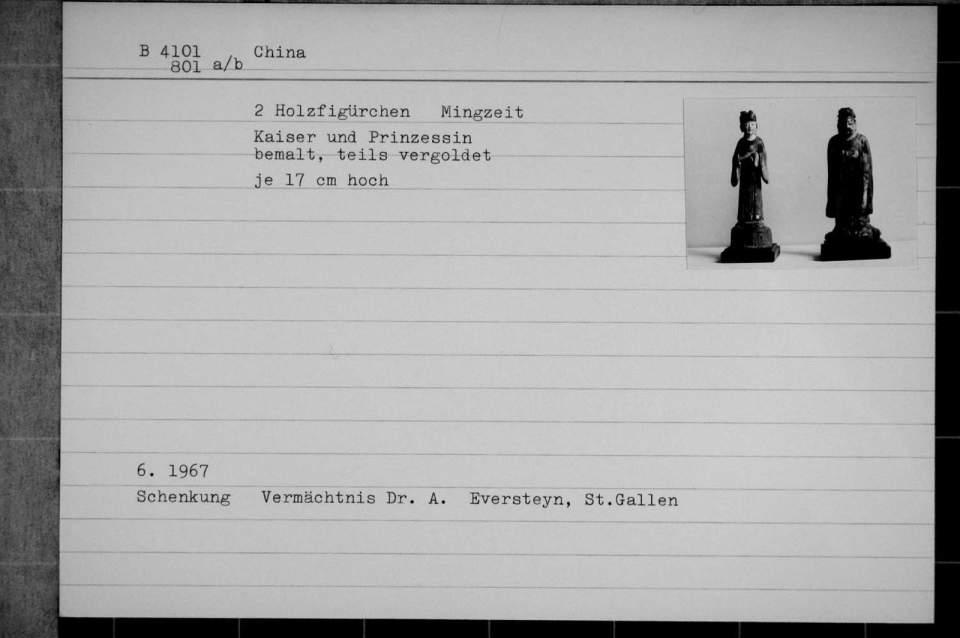 B 4101 China
801 a/b
2 Holzfigürchen Mingzeit
Kaiser und Prinzessin
bemalt, teils vergoldet
je 17 cm hoch
6. 1967
Schenkung Vermächtnis Dr. A. Eversteyn, St.Gallen